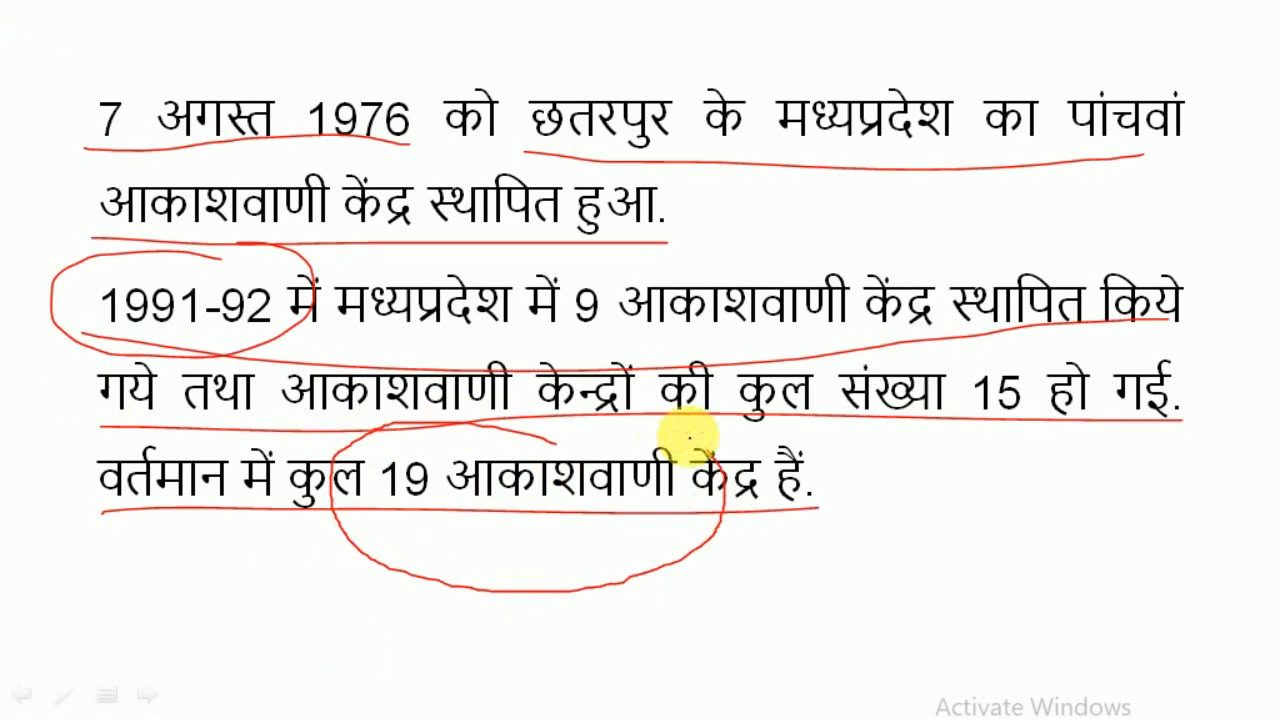 7 अगस्त 1976 को छतरपुर के मध्यप्रदेश का पांचवां
आकाशवाणी केंद्र स्थापित हुआ.
1991-92 में मध्यप्रदेश में 9 आकाशवाणी केंद्र स्थापित किये
गये तथा आकाशवाणी केन्द्रों की कुल संख्या 15 हो गई.
वर्तमान में कुल 19 आकाशवाणी केंद्र हैं.
Activate Windows